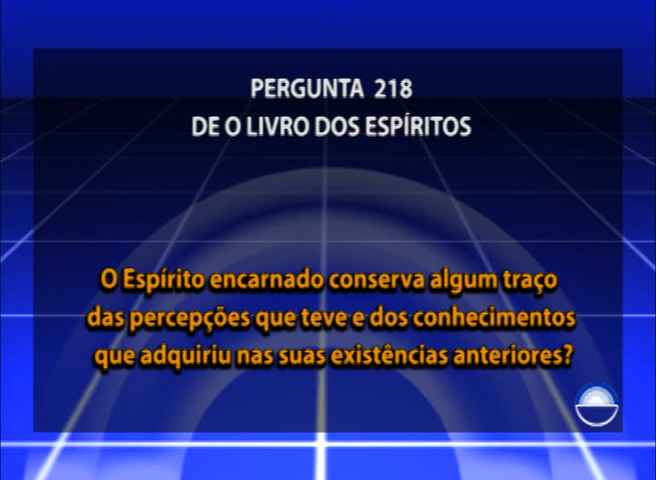 PERGUNTA 218
DE O LIVRO DOS ESPÍRITOS
O Espírito encarnado conserva algum traço
das percepções que teve e dos conhecimentos
que adquiriu nas suas existências anteriores?